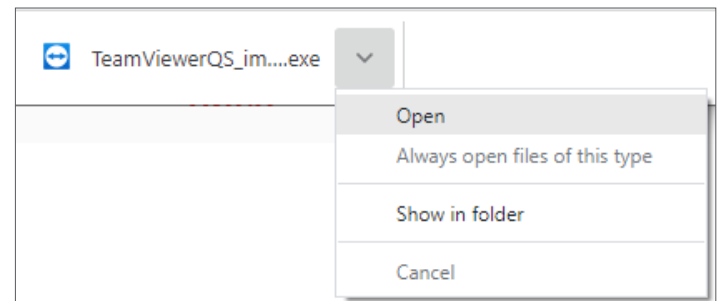 TeamViewerQS_im....exe
Open
Always open files of this type
Show in folder
Cancel